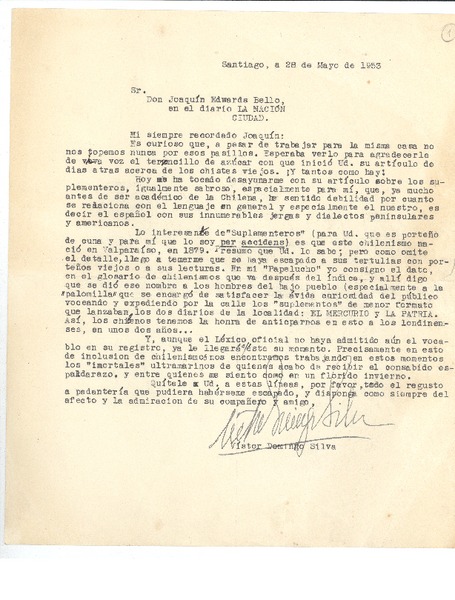 1
Santiago, a 28 de Mayo de 1953
Sr.
Don Joaquín Edwards Bello,
en el diario LA NACIÓN
CIUDAD.
Mi siempre recordado Joaquín:
Es curioso que, a pesar de trabajar para la misma casa no
nos topemos nunca por esos pasillos. Esperaba verlo para agradecerle
de viva voz el terroncillo de azúcar con que inició Ud. su artículo de
días atras acerca de los chistes viejos. ¡Y tantos como hay!
Hoy me ha tocado desayunarme con su artículo sobre los su-
plementeros, igualmente sabroso, especialmente para mí, que, ya mucho
antes de ser académico de la Chilena, he sentido debilidad por cuanto
se relaciona con el lenguaje en general y especialmente el nuestro, es
decir el español con sus innumerables jergas y dialectos peninsulares
y americanos.
Lo interesante de "Suplementeros" (para Ud. que es porteño
de cuna y para mí que lo soy per accidens) es que este chilenismo na-
ció en Valparaíso, en 1879. Presumo que Ud. lo sabe; pero como omite
el detalle, llego a temerme que se haya escapado a sus tertulias con por-
teños viejos o a sus lecturas. En mi "Papelucho" yo consigno el dato,
en el glosario de chilenismos que va después del índice, y allí digo
que se dió ese nombre a los hombres del bajo pueblo (especialmente a la
palomilla) que se encargó de satisfacer la ávida curiosidad del público
voceando y expendiendo por la calle los "suplementos" de menor formato
que lanzaban los dos diarios de la localidad: EL MERCURIO y LA PATRIA.
Así, los chilenos tenemos la honra de anticiparnos en esto a los londinen-
ses, en unos dos años...
Y, aunque el Léxico oficial no haya admitido aún el vo-
cablo en su registro, ya le llegará éste su momento. Precisamente en esto
de inclusion de chilenismos encontramos trabajando en estos momentos
los "imortales" ultramarinos de quienes acabo de recibir el consabido es-
paldarazo, y entre quienes me siento como en un florido invierno.
Quítele Ud. a estas líneas, por favor, todo el regusto
a pedantería que pudiera habérseme escapado, y disponga como siempre del
afecto y la admiracion de su compañero y amigo,
Víctor Domingo Silva
Víctor Domingo Silva